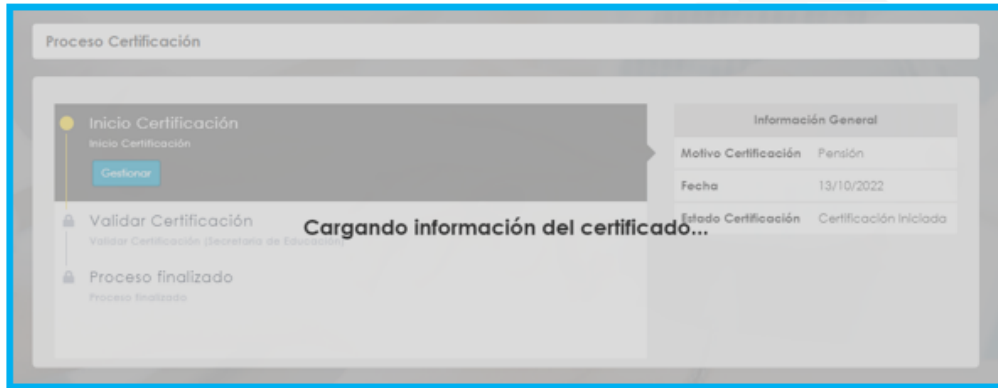 Proceso Certificación
Inicio Certificación
Inicio Certificación
Gestionar
Validar Certificación
Validar Certificación (Secretaria de Educación)
Proceso finalizado
Proceso finalizado
Cargando información del certificado...
Información General
Motivo Certificación Pensión
Fecha 13/10/2022
Estado Certificación Certificación Iniciada